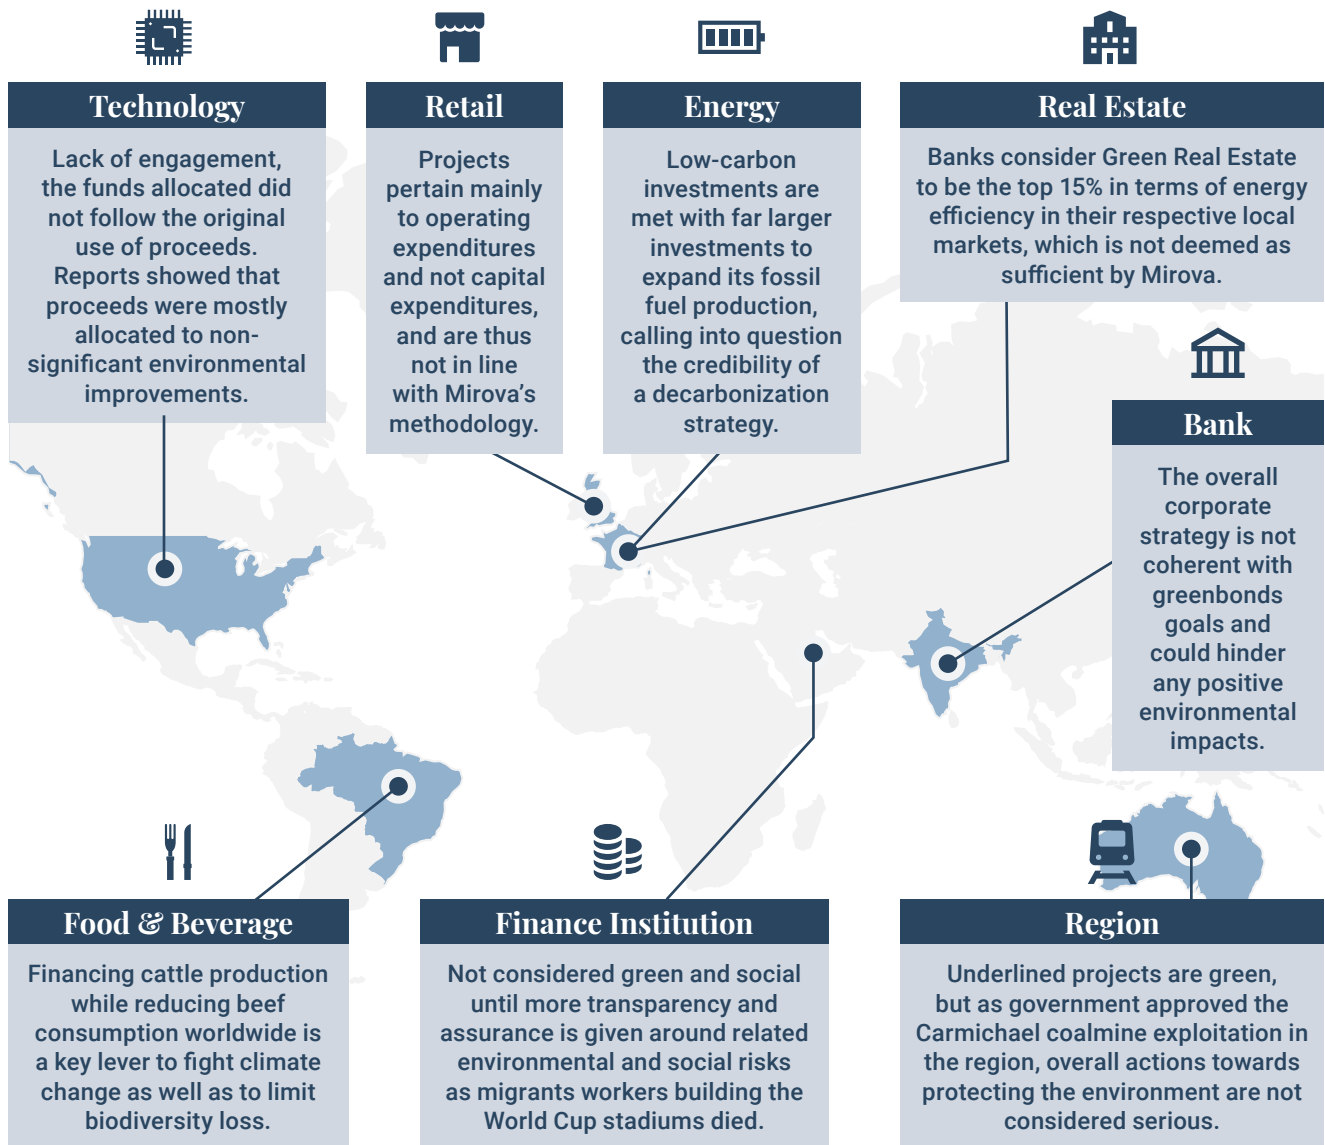 Technology
Lack of engagement,
the funds allocated did
not follow the original
use of proceeds.
Reports showed that
proceeds were mostly
allocated to non-
significant environmental
improvements.
Retail
Projects
pertain mainly
to operating
expenditures
and not capital
expenditures,
and are thus
not in line
with Mirova’s
methodology.
Energy
Low-carbon
investments are
met with far larger
investments to
expand its fossil
fuel production,
calling into question
the credibility of
a decarbonization
strategy.
Real Estate
Banks consider Green Real Estate
to be the top 15% in terms of energy
efficiency in their respective local
markets, which is not deemed as
sufficient by Mirova.
Bank
The overall
corporate
strategy is not
coherent with
greenbonds
goals and
could hinder
any positive
environmental
impacts.
Food & Beverage
Financing cattle production
while reducing beef
consumption worldwide is
a key lever to fight climate
change as well as to limit
biodiversity loss.
Finance Institution
Not considered green and social
until more transparency and
assurance is given around related
environmental and social risks
as migrants workers building the
World Cup stadiums died.
Region
Underlined projects are green,
but as government approved the
Carmichael coalmine exploitation in
the region, overall actions towards
protecting the environment are not
considered serious.